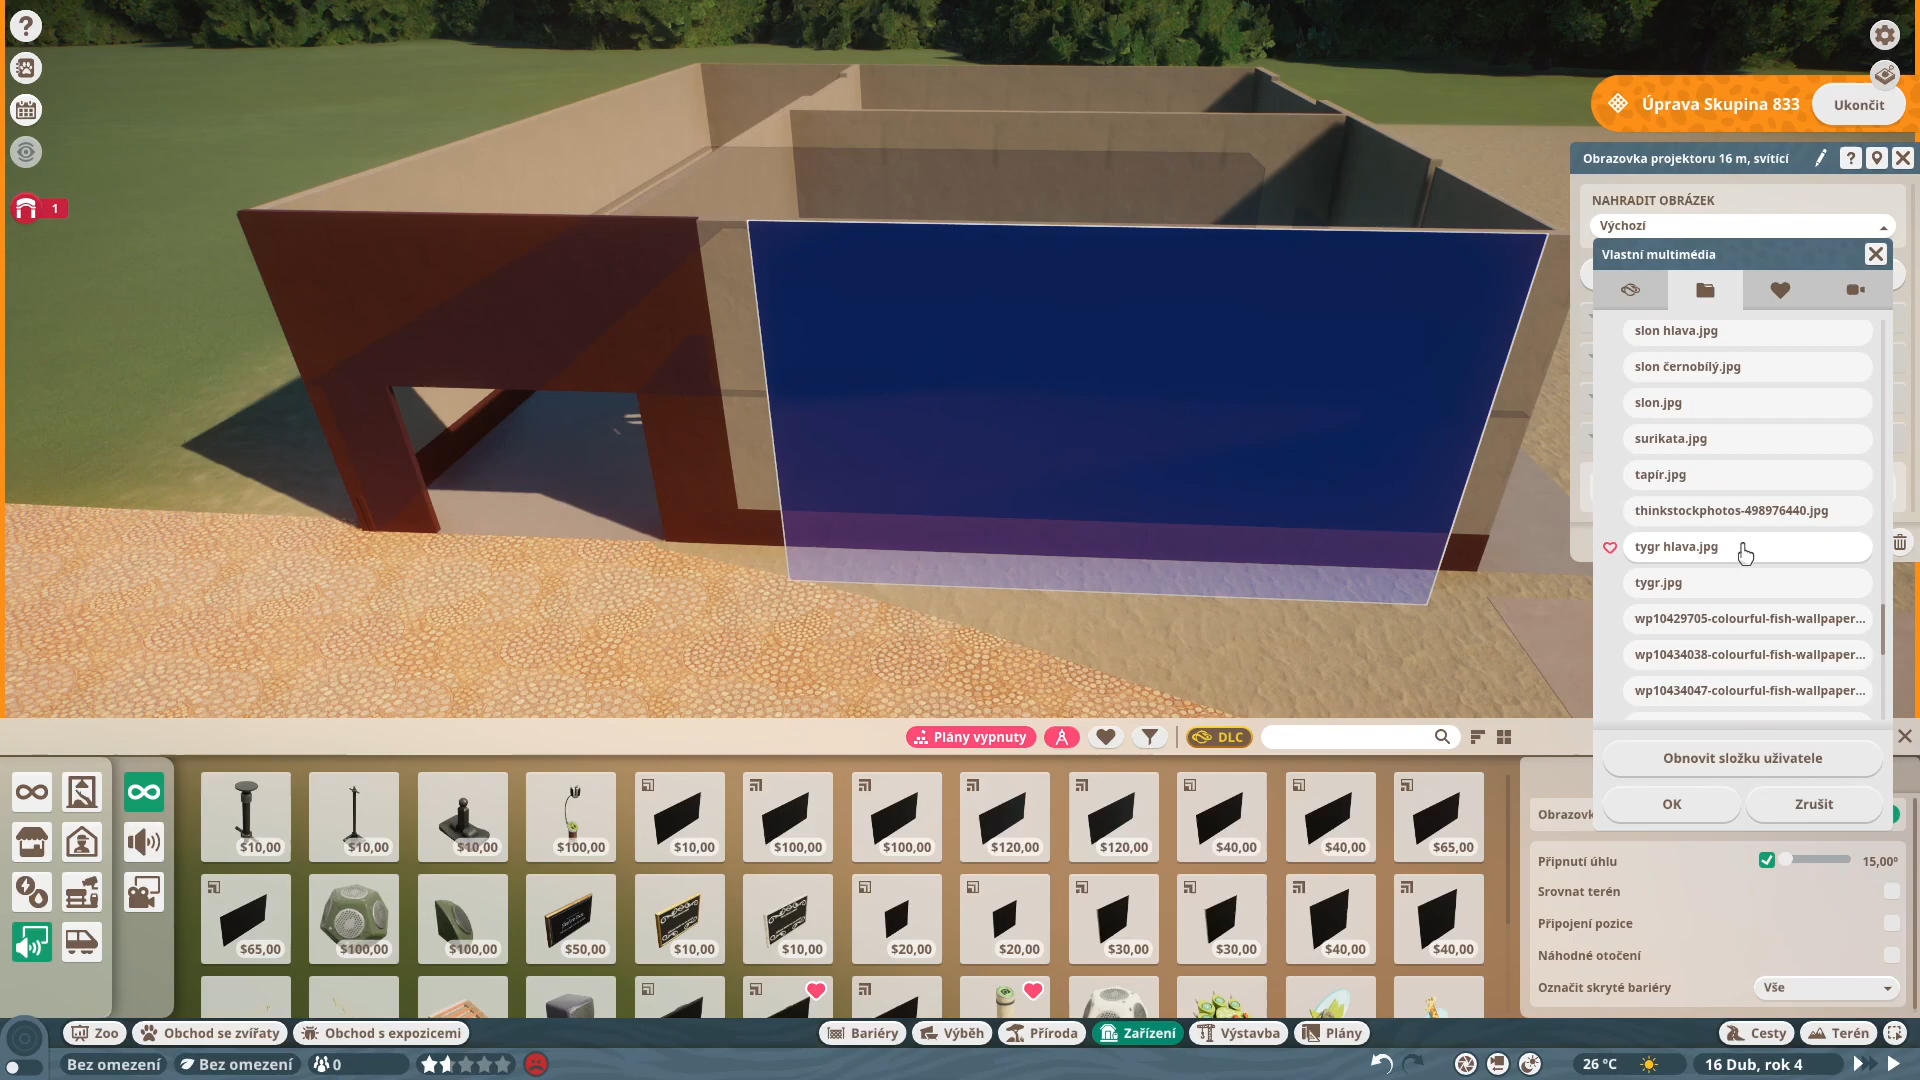 ?
Úprava Skupina 833
Ukončit
1
Obrazovka projektoru 16 m, svítící
?
NAHRADIT OBRÁZEK
Výchozí
Vlastní multimédia
slon hlava.jpg
slon černobílý.jpg
slon.jpg
surikata.jpg
tapír.jpg
thinkstockphotos-498976440.jpg
tygr hlava.jpg
tygr.jpg
wp10429705-colourful-fish-wallpaper...
wp10434038-colourful-fish-wallpaper...
wp10434047-colourful-fish-wallpaper...
Obnovit složku uživatele
OK
Zrušit
Plány vypnuty
DLC
$10,00
$10,00
$10,00
$100,00
$10,00
$100,00
$100,00
$120,00
$120,00
$40,00
$40,00
$65,00
$65,00
$100,00
$100,00
$50,00
$10,00
$10,00
$20,00
$20,00
$30,00
$30,00
$40,00
$40,00
Připnutí úhlu
15,00°
Srovnat terén
Připojení pozice
Náhodné otočení
Označit skryté bariéry
Vše
Zoo
Obchod se zvířaty
Obchod s expozicemi
Bariéry
Výběh
Příroda
Zařízení
Výstavba
Plány
Cesty
Terén
Bez omezení
Bez omezení
0
26 °C
16 Dub, rok 4